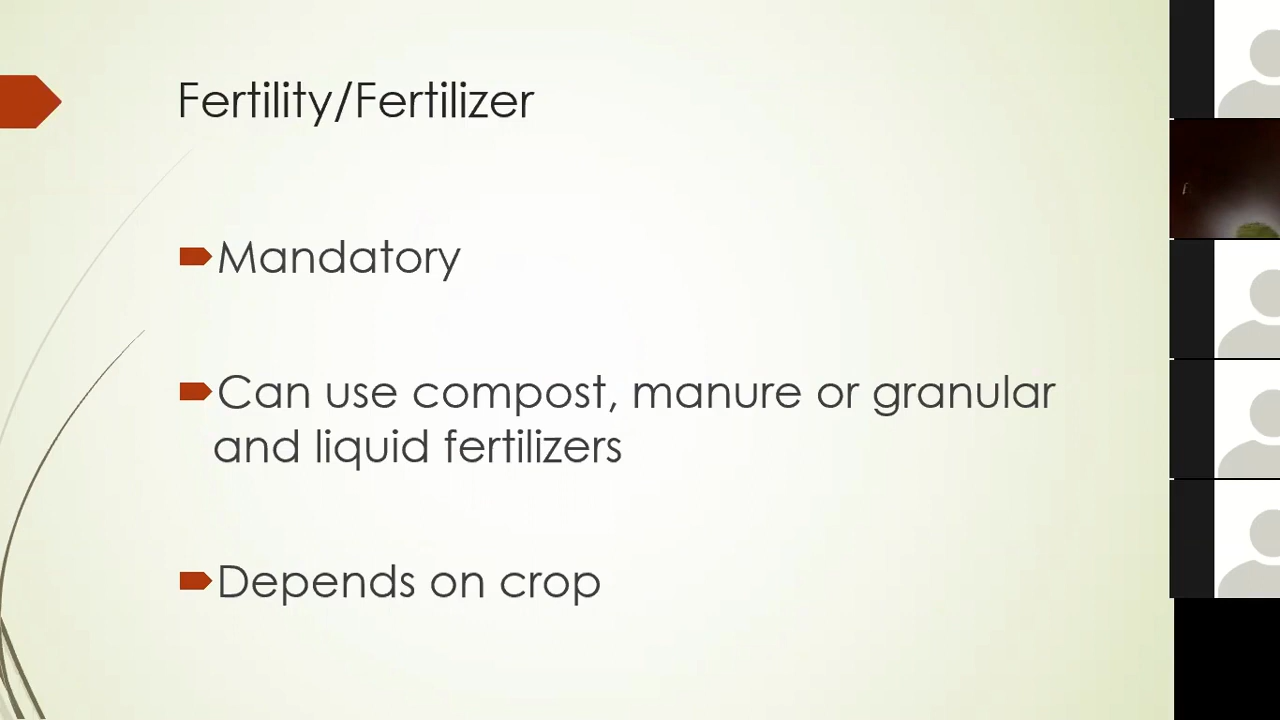 Fertility/Fertilizer
Mandatory
Can use compost, manure or granular
and liquid fertilizers
Depends on crop